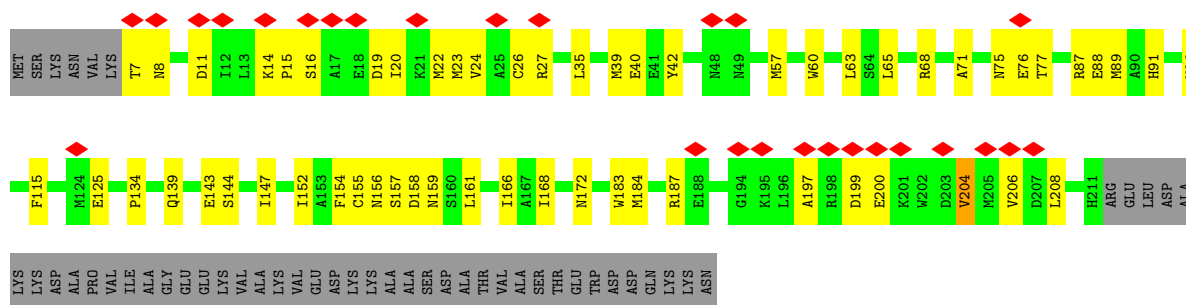 MET SER LYS ASN VAL LYS T7 N8 D11 I12 L13 K14 P15 S16 A17 E18 D19 I20 K21 M22 M23 V24 A25 C26 R27 L35 M39 E40 E41 Y42 N48 N49 M57 W60 L63 S64 L65 R68 A71 N75 E76 T77 R87 E88 M89 A90 H91
F115 M124 E125 P134 Q139 E143 S144 I147 I152 A153 F154 C155 N156 S157 D158 N159 S160 L161 I166 A167 I168 N172 W183 M184 R187 E188 G194 K195 L196 A197 R198 D199 E200 K201 W202 D203 V204 M205 V206 D207 L208 H211 ARG GLU LEU ASP ALA
LYS LYS ASP ALA PRO VAL ILE ALA GLY GLU GLU LYS VAL ALA LYS VAL GLU ASP LYS LYS ALA ALA SER ASP ALA THR VAL ALA SER THR GLU TRP ASP ASP GLN LYS LYS ASN